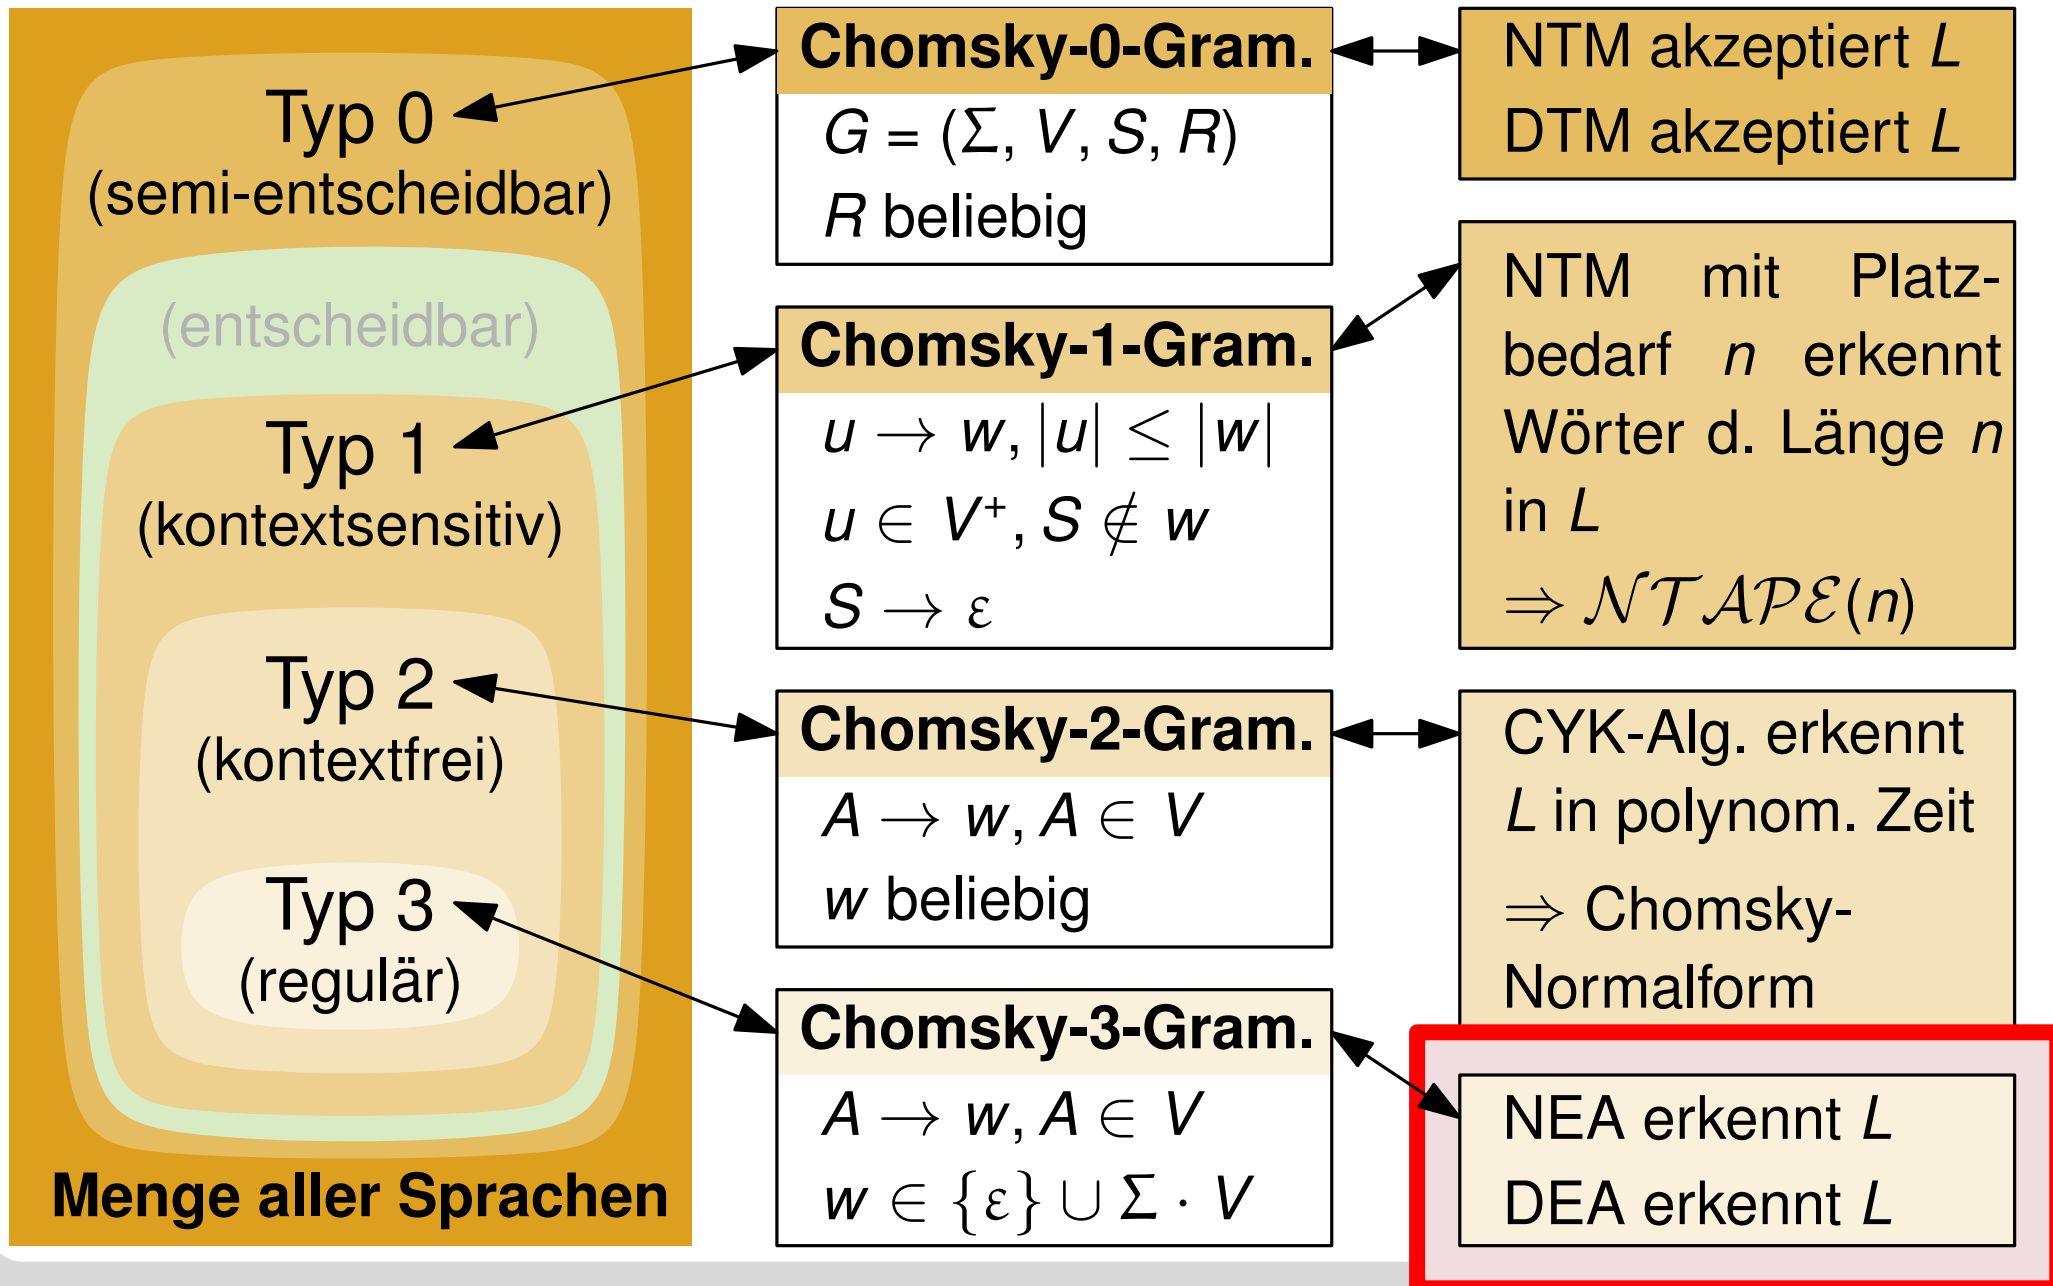 Typ 0
(semi-entscheidbar)
(entscheidbar)
Typ 1
(kontextsensitiv)
Typ 2
(kontextfrei)
Typ 3
(regulär)
Menge aller Sprachen
Chomsky-0-Gram.
G = (Σ, V, S, R)
R beliebig
Chomsky-1-Gram.
u → w, |u| ≤ |w|
u ∈ V⁺, S ∉ w
S → ε
Chomsky-2-Gram.
A → w, A ∈ V
w beliebig
Chomsky-3-Gram.
A → w, A ∈ V
w ∈ {ε} ∪ Σ · V
NTM akzeptiert L
DTM akzeptiert L
NTM mit Platz-
bedarf n erkennt
Wörter d. Länge n
in L
⇒ 𝒩𝒯𝒜𝒫ℰ(n)
CYK-Alg. erkennt
L in polynom. Zeit
⇒ Chomsky-
Normalform
NEA erkennt L
DEA erkennt L